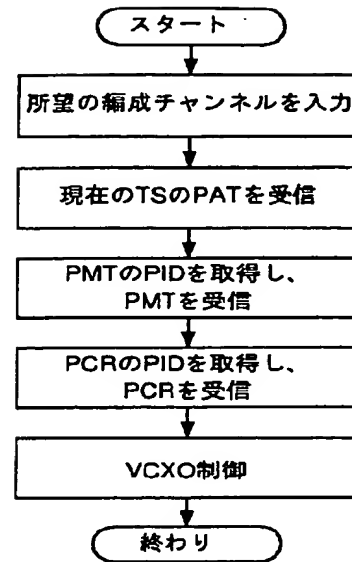 スタート
所望の編成チャンネルを入力
現在のTSのPATを受信
PMTのPIDを取得し、
PMTを受信
PCRのPIDを取得し、
PCRを受信
VCXO制御
終わり